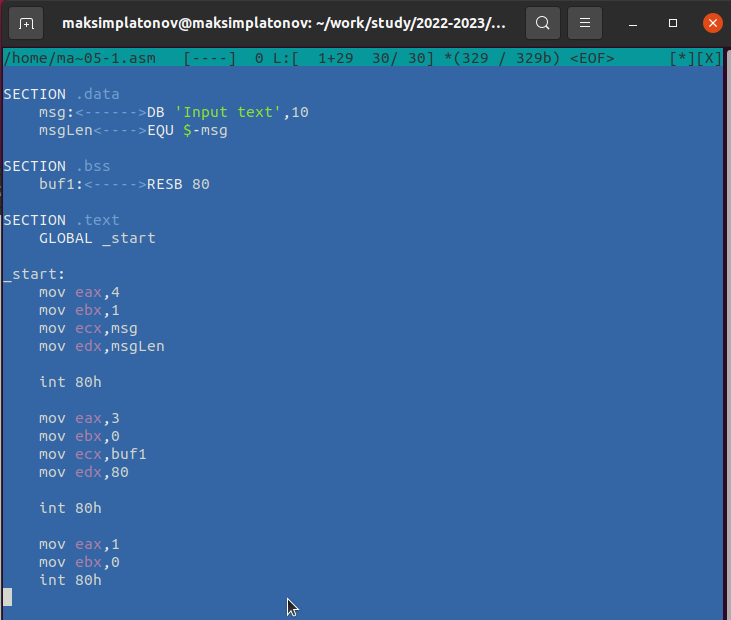 maksimplatonov@maksimplatonov: ~/work/study/2022-2023/...
/home/ma~05-1.asm   [----]  0 L:[  1+29  30/ 30] *(329 / 329b) <EOF>      [*][X]
SECTION .data
    msg:<------>DB 'Input text',10
    msgLen<---->EQU $-msg
SECTION .bss
    buf1:<----->RESB 80
SECTION .text
    GLOBAL _start
_start:
    mov eax,4
    mov ebx,1
    mov ecx,msg
    mov edx,msgLen
    int 80h
    mov eax,3
    mov ebx,0
    mov ecx,buf1
    mov edx,80
    int 80h
    mov eax,1
    mov ebx,0
    int 80h